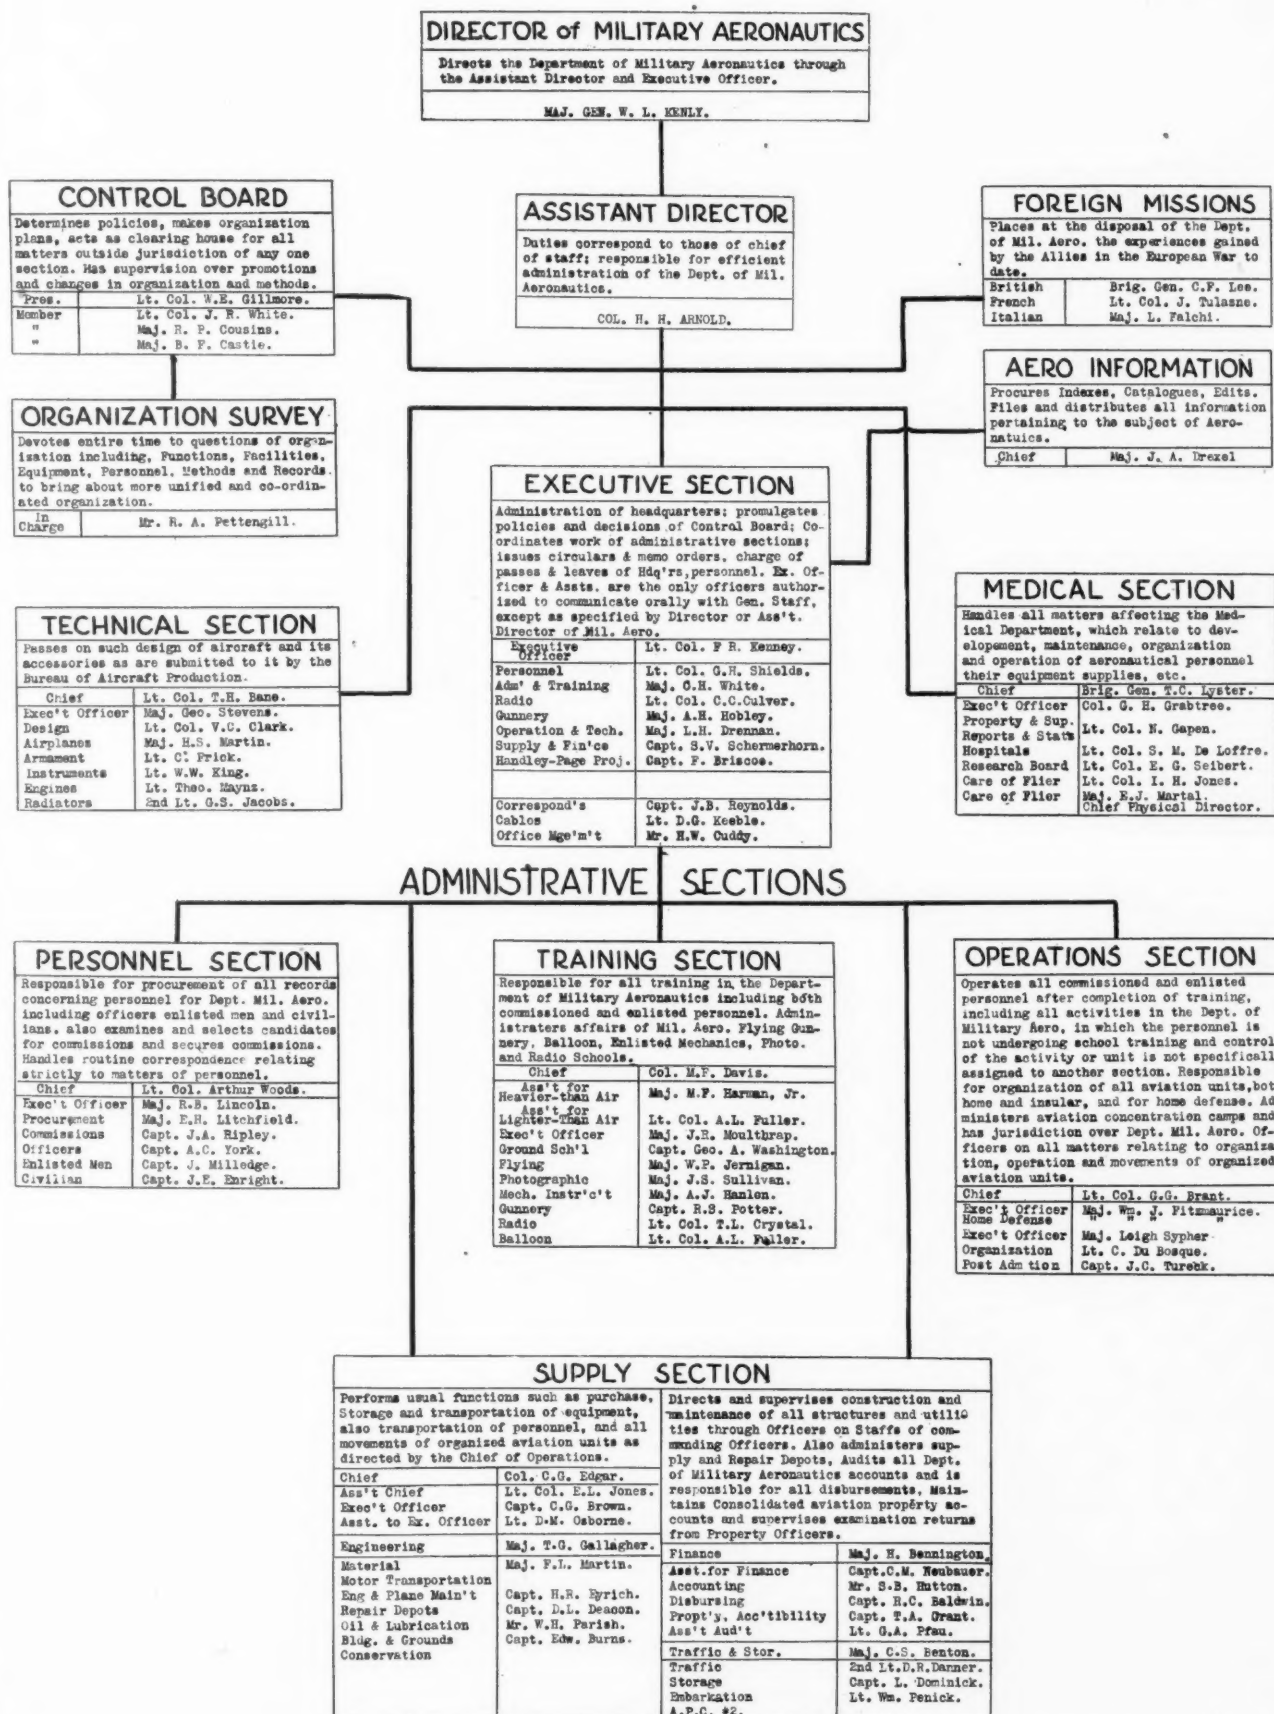 DIRECTOR of MILITARY AERONAUTICS
Directs the Department of Military Aeronautics through
the Assistant Director and Executive Officer.
MAJ. GEN. W. L. KENLY.
CONTROL BOARD
Determines policies, makes organization
plans, acts as clearing house for all
matters outside jurisdiction of any one
section. Has supervision over promotions
and changes in organization and methods.
Pres. Lt. Col. W.E. Gillmore.
Member Lt. Col. J. R. White.
" Maj. R. P. Cousins.
" Maj. B. F. Castle.
ASSISTANT DIRECTOR
Duties correspond to those of chief
of staff; responsible for efficient
administration of the Dept. of Mil.
Aeronautics.
COL. H. H. ARNOLD.
FOREIGN MISSIONS
Places at the disposal of the Dept.
of Mil. Aero. the experiences gained
by the Allies in the European War to
date.
British Brig. Gen. C.F. Lee.
French Lt. Col. J. Tulasne.
Italian Maj. L. Falchi.
ORGANIZATION SURVEY
Devotes entire time to questions of organ-
ization including, Functions, Facilities,
Equipment, Personnel, Methods and Records.
to bring about more unified and co-ordin-
ated organization.
In
Charge Mr. R. A. Pettengill.
AERO INFORMATION
Procures Indexes, Catalogues, Edits.
Files and distributes all information
pertaining to the subject of Aero-
natuics.
Chief Maj. J. A. Drexel
EXECUTIVE SECTION
Administration of headquarters; promulgates
policies and decisions of Control Board; Co-
ordinates work of administrative sections;
issues circulars & memo orders, charge of
passes & leaves of Hdq'rs,personnel. Ex. Of-
ficer & Assts. are the only officers author-
ized to communicate orally with Gen. Staff,
except as specified by Director or Ass't.
Director of Mil. Aero.
Executive
Officer Lt. Col. F R. Kenney.
Personnel Lt. Col. G.H. Shields.
Adm' & Training Maj. C.H. White.
Radio Lt. Col. C.C.Culver.
Gunnery Maj. A.H. Hobley.
Operation & Tech. Maj. L.H. Drennan.
Supply & Fin'ce Capt. S.V. Schermerhorn.
Handley-Page Proj. Capt. F. Briscoe.
Correspond's Capt. J.B. Reynolds.
Cables Lt. D.G. Keeble.
Office Mge'm't Mr. H.W. Cuddy.
TECHNICAL SECTION
Passes on such design of aircraft and its
accessories as are submitted to it by the
Bureau of Aircraft Production.
Chief Lt. Col. T.H. Bane.
Exec't Officer Maj. Geo. Stevens.
Design Lt. Col. V.C. Clark.
Airplanes Maj. H.S. Martin.
Armament Lt. C. Frick.
Instruments Lt. W.W. King.
Engines Lt. Theo. Maynz.
Radiators 2nd Lt. G.S. Jacobs.
MEDICAL SECTION
Handles all matters affecting the Med-
ical Department, which relate to dev-
elopement, maintenance, organization
and operation of aeronautical personnel
their equipment supplies, etc.
Chief Brig. Gen. T.C. Lyster.
Exec't Officer Col. G. H. Grabtree.
Property & Sup.
Reports & Stat's Lt. Col. N. Gapen.
Hospitals Lt. Col. S. M. De Loffre.
Research Board Lt. Col. E. G. Seibert.
Care of Flier Lt. Col. I. H. Jones.
Care of Flier Maj. E.J. Martal.
Chief Physical Director.
ADMINISTRATIVE SECTIONS
PERSONNEL SECTION
Responsible for procurement of all records
concerning personnel for Dept. Mil. Aero.
including officers enlisted men and civil-
ians, also examines and selects candidates
for commissions and secures commissions.
Handles routine correspondence relating
strictly to matters of personnel.
Chief Lt. Col. Arthur Woods.
Exec't Officer Maj. R.B. Lincoln.
Procurement Maj. E.H. Litchfield.
Commissions Capt. J.A. Ripley.
Officers Capt. A.C. York.
Enlisted Men Capt. J. Milledge.
Civilian Capt. J.E. Enright.
TRAINING SECTION
Responsible for all training in the Depart-
ment of Military Aeronautics including both
commissioned and enlisted personnel. Admin-
istraters affairs of Mil. Aero. Flying Gun-
nery, Balloon, Enlisted Mechanics, Photo.
and Radio Schools.
Chief Col. M.F. Davis.
Ass't for
Heavier-than Air Maj. M.F. Harman, Jr.
Ass't for
Lighter-Than Air Lt. Col. A.L. Fuller.
Exec't Officer Maj. J.R. Moulthrap.
Ground Sch'l Capt. Geo. A. Washington.
Flying Maj. W.P. Jernigan.
Photographic Maj. J.S. Sullivan.
Mech. Instr'c't Maj. A.J. Hanlon.
Gunnery Capt. R.S. Potter.
Radio Lt. Col. T.L. Crystal.
Balloon Lt. Col. A.L. Fuller.
OPERATIONS SECTION
Operates all commissioned and enlisted
personnel after completion of training,
including all activities in the Dept. of
Military Aero, in which the personnel is
not undergoing school training and control
of the activity or unit is not specificall
assigned to another section. Responsible
for organization of all aviation units,bot
home and insular, and for home defense. Ad
ministers aviation concentration camps and
has jurisdiction over Dept. Mil. Aero. Of-
ficers on all matters relating to organiza
tion, operation and movements of organized
aviation units.
Chief Lt. Col. G.G. Brant.
Exec't Officer Maj. Wm. J. Fitzmaurice.
Home Defense " " " "
Exec't Officer Maj. Leigh Sypher
Organization Lt. C. Du Bosque.
Post Adm tion Capt. J.C. Tureck.
SUPPLY SECTION
Performs usual functions such as purchase,
Storage and transportation of equipment,
also transportation of personnel, and all
movements of organized aviation units as
directed by the Chief of Operations.
Chief Col. C.G. Edgar.
Ass't Chief Lt. Col. E.L. Jones.
Exec't Officer Capt. C.G. Brown.
Asst. to Ex. Officer Lt. D.M. Osborne.
Engineering Maj. T.G. Gallagher.
Material Maj. F.L. Martin.
Motor Transportation
Eng & Plane Main't Capt. H.R. Eyrich.
Repair Depots Capt. D.L. Deacon.
Oil & Lubrication Mr. W.H. Parish.
Bldg. & Grounds Capt. Edw. Burns.
Conservation
Directs and supervises construction and
maintenance of all structures and utili
ties through Officers on Staffs of com-
manding Officers. Also administers sup-
ply and Repair Depots, Audits all Dept.
of Military Aeronautics accounts and is
responsible for all disbursements, Main-
tains Consolidated aviation property ac-
counts and supervises examination returns
from Property Officers.
Finance Maj. H. Bennington.
Asst.for Finance Capt.C.M. Neubauer.
Accounting Mr. S.B. Hutton.
Disbursing Capt. R.C. Baldwin.
Propt'y, Acc'tibility Capt. T.A. Grant.
Ass't Aud't Lt. G.A. Pfau.
Traffic & Stor. Maj. C.S. Benton.
Traffic 2nd Lt.D.R.Danner.
Storage Capt. L. Dominick.
Embarkation Lt. Wm. Penick.
A.P.C. #2.